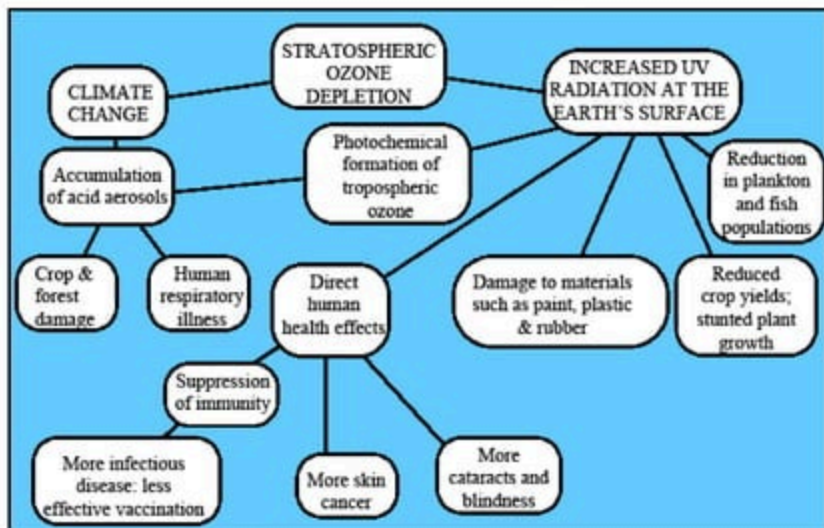 STRATOSPHERIC
OZONE
DEPLETION
CLIMATE
CHANGE
INCREASED UV
RADIATION AT THE
EARTH´S SURFACE
Photochemical
formation of
tropospheric
ozone
Accumulation
of acid aerosols
Reduction
in plankton
and fish
populations
Crop &
forest
damage
Human
respiratory
illness
Direct
human
health effects
Damage to materials
such as paint, plastic
& rubber
Reduced
crop yields;
stunted plant
growth
Suppression
of immunity
More infectious
disease: less
effective vaccination
More skin
cancer
More
cataracts and
blindness